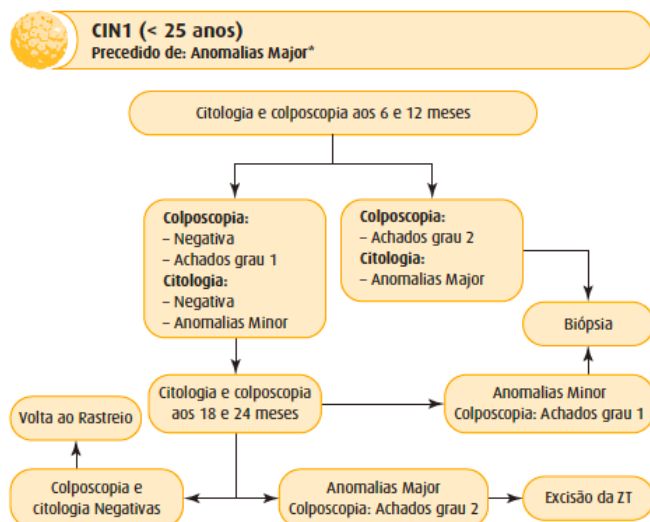 CIN1 (< 25 anos)
Precedido de: Anomalias Major*
Citologia e colposcopia aos 6 e 12 meses
Colposcopia:
– Negativa
– Achados grau 1
Citologia:
– Negativa
– Anomalias Minor
Colposcopia:
– Achados grau 2
Citologia:
– Anomalias Major
Biópsia
Citologia e colposcopia
aos 18 e 24 meses
Anomalias Minor
Colposcopia: Achados grau 1
Volta ao Rastreio
Colposcopia e
citologia Negativas
Anomalias Major
Colposcopia: Achados grau 2
Excisão da ZT